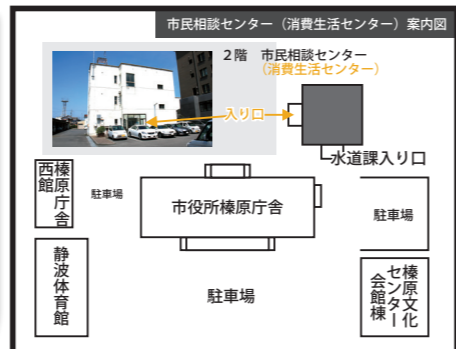 市民相談センター（消費生活センター）案内図
２階　市民相談センター
（消費生活センター）
入り口
水道課入り口
榛原庁舎
西館
駐車場
市役所榛原庁舎
駐車場
静波体育館
駐車場
榛原文化
センター
会館棟